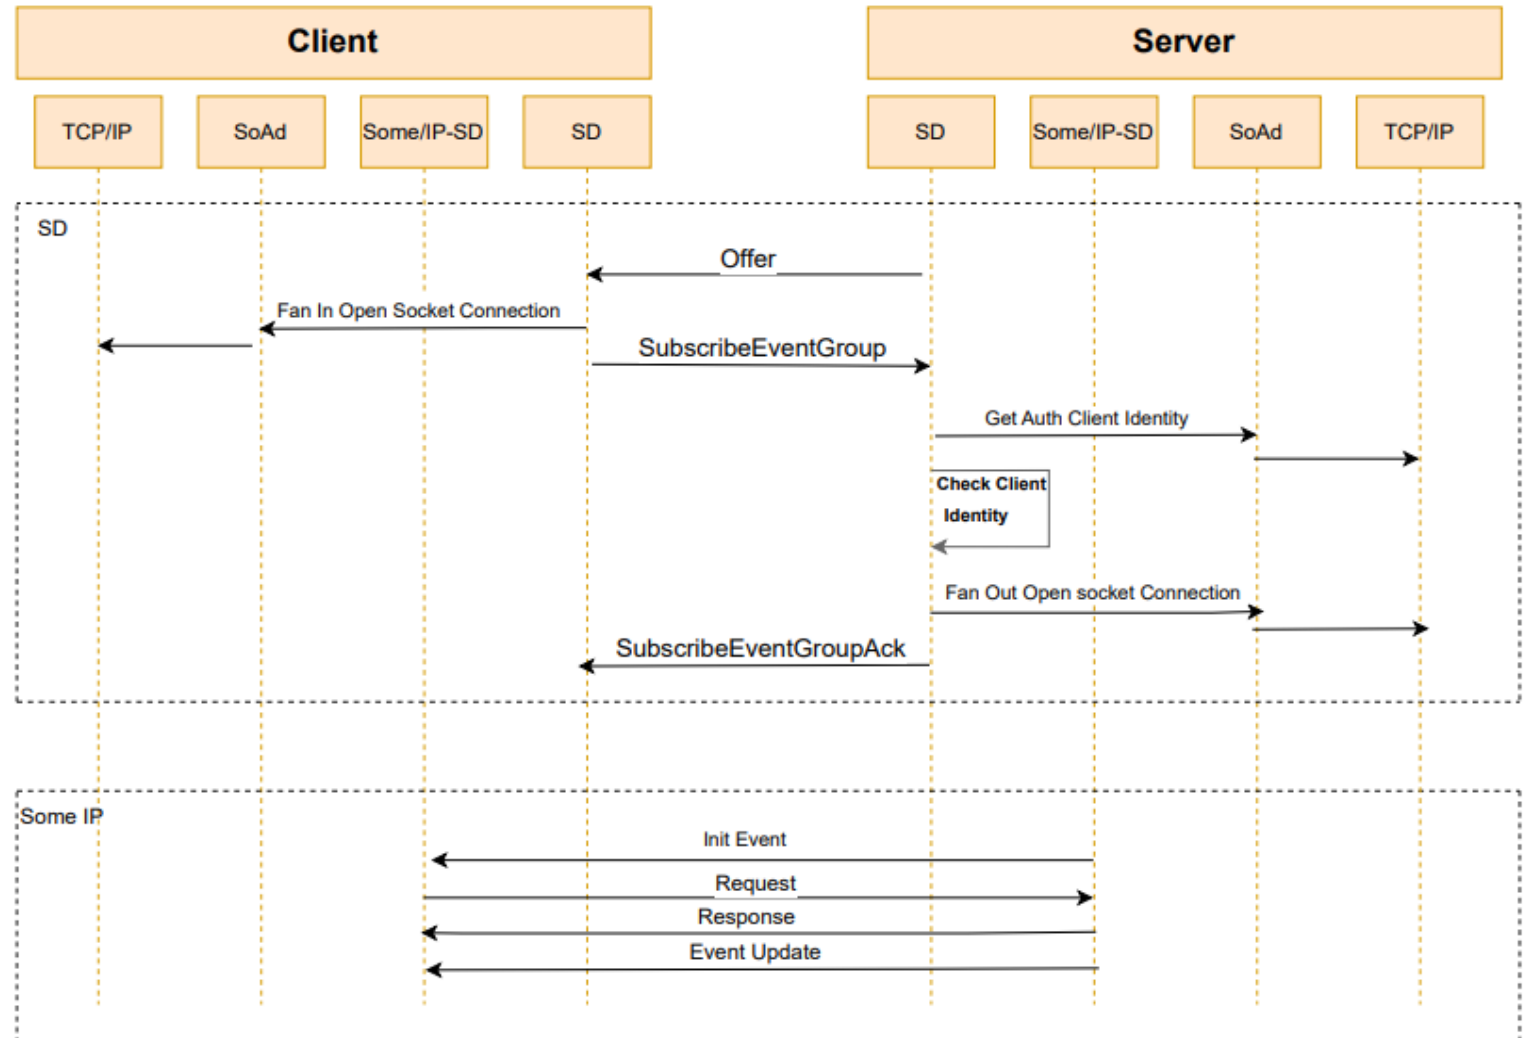 Client
Server
TCP/IP
SoAd
Some/IP-SD
SD
SD
Some/IP-SD
SoAd
TCP/IP
SD
Offer
Fan In Open Socket Connection
SubscribeEventGroup
Get Auth Client Identity
Check Client
Identity
Fan Out Open socket Connection
SubscribeEventGroupAck
Some IP
Init Event
Request
Response
Event Update